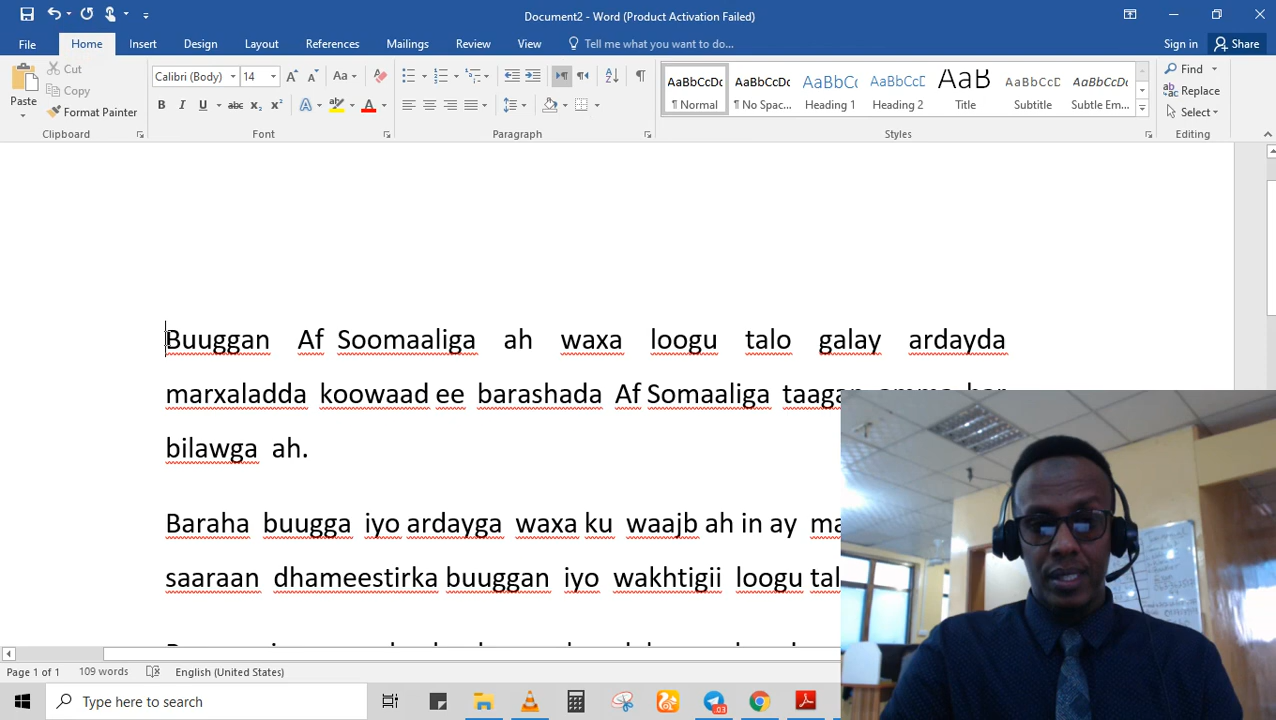 Document2 - Word (Product Activation Failed)
File Home Insert Design Layout References Mailings Review View Tell me what you want to do... Sign in Share
Paste Cut Copy Format Painter
Calibri (Body) 14
AaBbCcDc AaBbCcDc AaBbC AaBbCcD AaB AaBbCcD AaBbCcDc
¶ Normal ¶ No Spac... Heading 1 Heading 2 Title Subtitle Subtle Em...
Find Replace Select
Clipboard Font Paragraph Styles Editing
Buuggan Af Soomaaliga ah waxa loogu talo galay ardayda
marxaladda koowaad ee barashada Af Somaaliga
bilawga ah.
Baraha buugga iyo ardayga waxa ku waajb ah in ay
saaraan dhameestirka buuggan iyo wakhtigii loogu
Page 1 of 1 109 words English (United States)
Type here to search
03